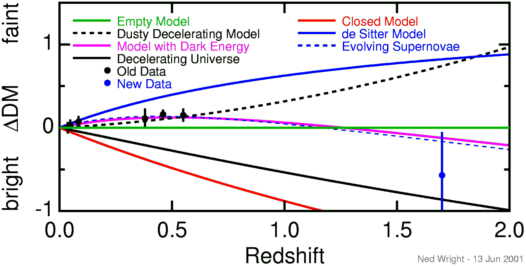 Empty Model
Dusty Decelerating Model
Model with Dark Energy
Decelerating Universe
Old Data
New Data
Closed Model
de Sitter Model
Evolving Supernovae
faint
ΔDM
bright
1
0
-1
0.0
0.5
1.0
1.5
2.0
Redshift
Ned Wright - 13 Jun 2001